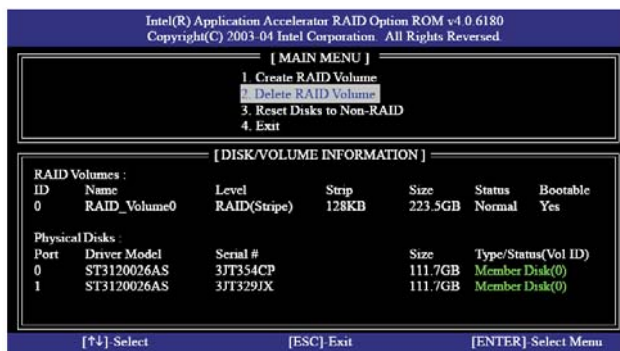 Intel(R) Application Accelerator RAID Option ROM v4.0 6180
Copyright(C) 2003-04 Intel Corporation. All Rights Reversed
[ MAIN MENU ]
1. Create RAID Volume
2. Delete RAID Volume
3. Reset Disks to Non-RAID
4. Exit
[ DISK/VOLUME INFORMATION ]
RAID Volumes :
ID Name Level Strip Size Status Bootable
0 RAID_Volume0 RAID(Stripe) 128KB 223.5GB Normal Yes
Physical Disks :
Port Driver Model Serial # Size Type/Status(Vol ID)
0 ST3120026AS 3JT354CP 111.7GB Member Disk(0)
1 ST3120026AS 3JT329JX 111.7GB Member Disk(0)
[↑↓]-Select [ESC]-Exit [ENTER]-Select Menu